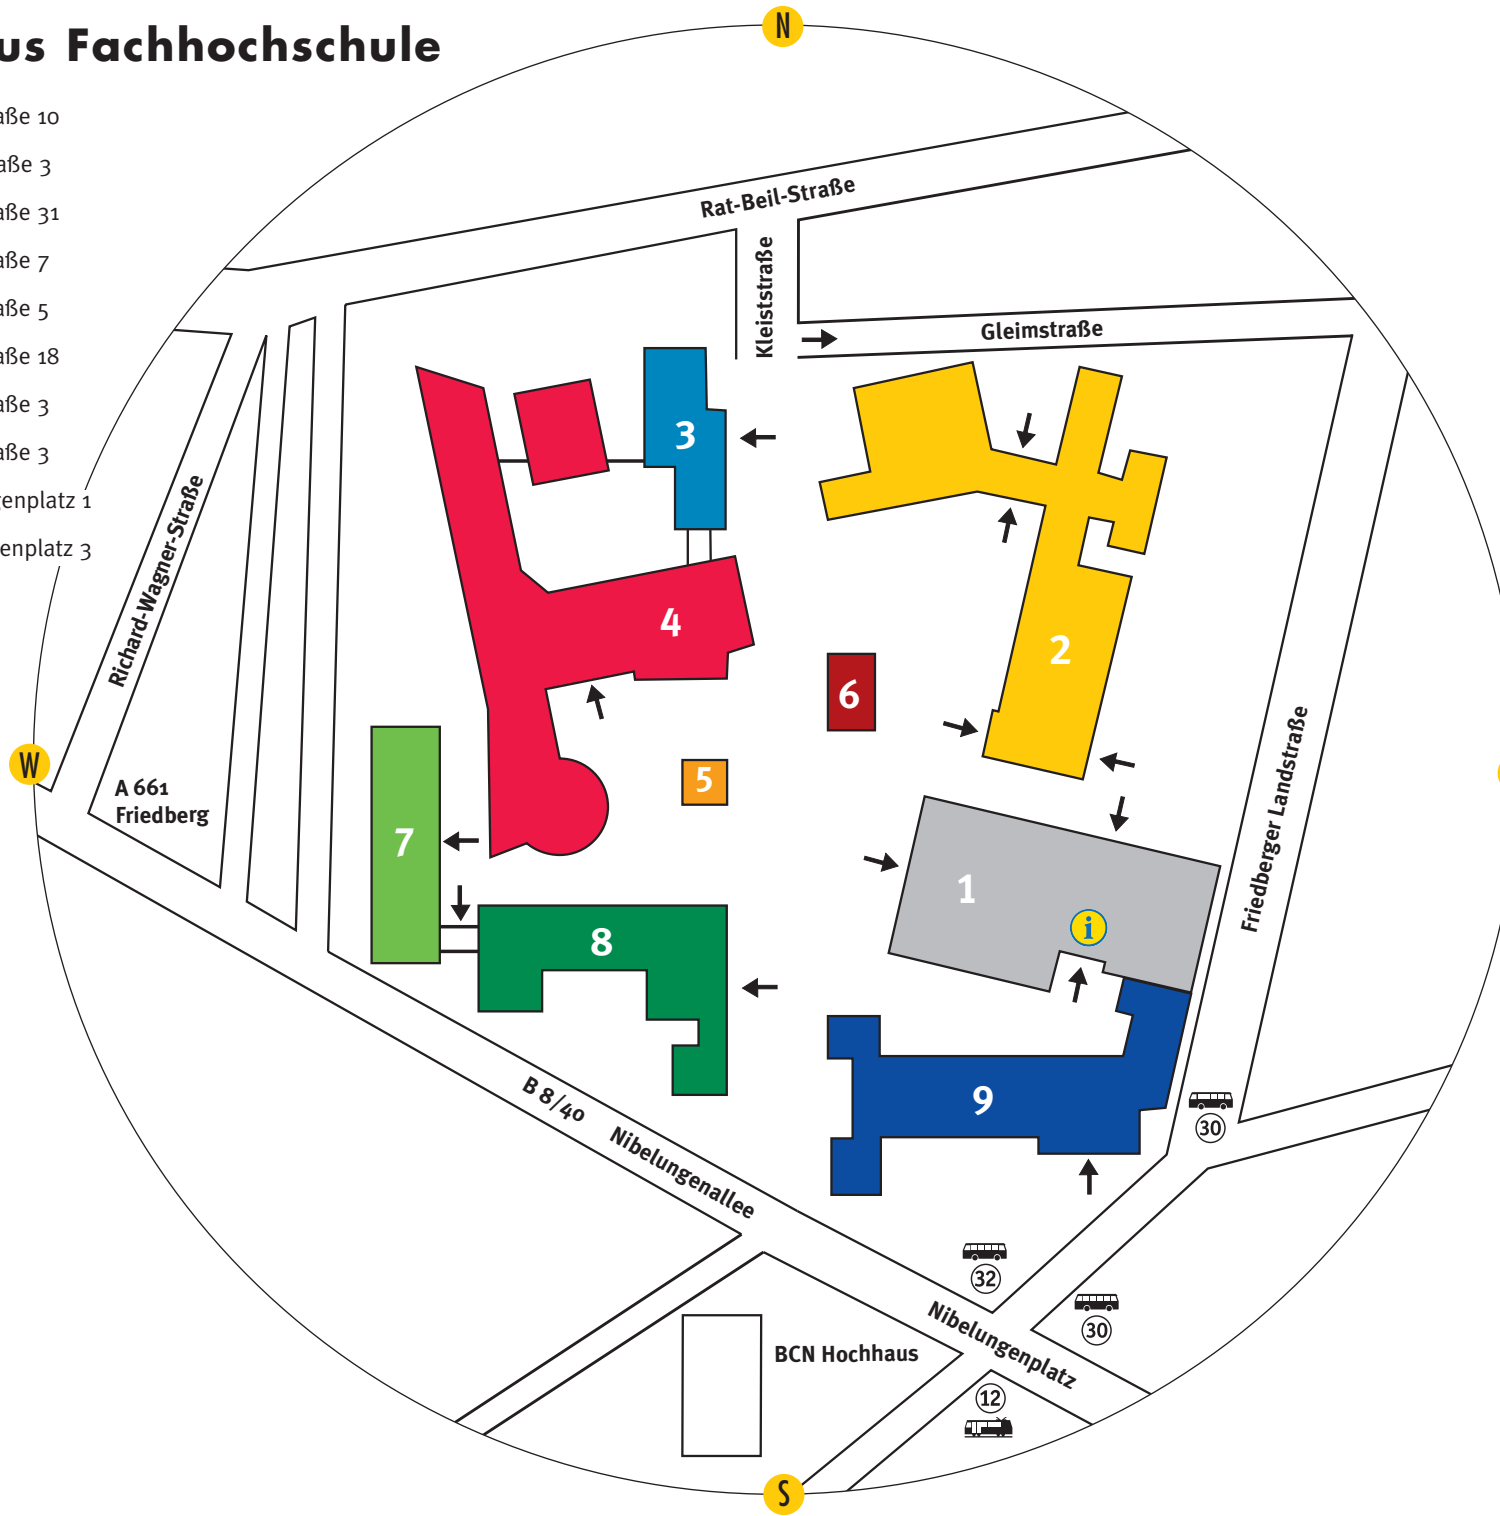 us Fachhochschule
aße 10
aße 3
aße 31
aße 7
aße 5
aße 18
aße 3
aße 3
genplatz 1
enplatz 3
N
Rat-Beil-Straße
Kleiststraße
Gleimstraße
Richard-Wagner-Straße
3
4
2
6
W
A 661
Friedberg
5
7
1
i
8
Friedberger Landstraße
9
B 8/40
Nibelungenallee
30
32
30
Nibelungenplatz
BCN Hochhaus
12
S